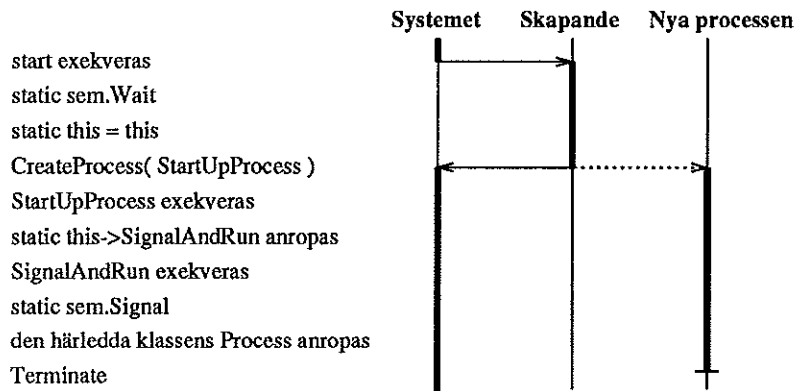 Systemet Skapande Nya processen
start exekveras
static sem.Wait
static this = this
CreateProcess( StartUpProcess )
StartUpProcess exekveras
static this->SignalAndRun anropas
SignalAndRun exekveras
static sem.Signal
den härledda klassens Process anropas
Terminate